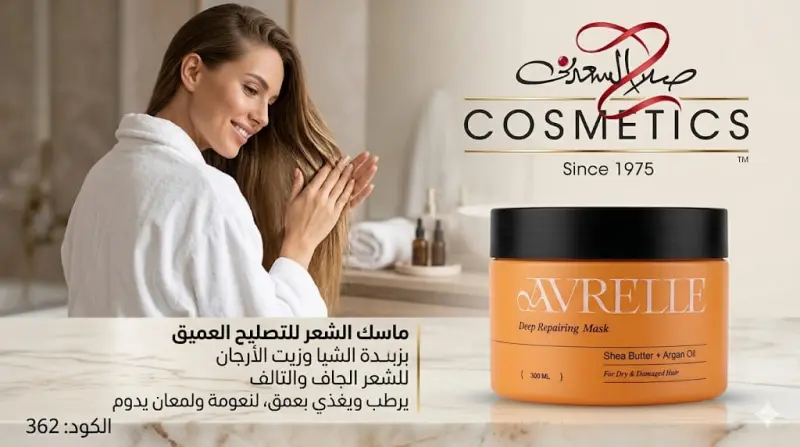 صلاح السعدني
COSMETICS
TM
Since 1975
AVRELLE
Deep Repairing Mask
Shea Butter + Argan Oil
( 300 ML )
For Dry & Damaged Hair
ماسك الشعر للتصليح العميق
بزبدة الشيا وزيت الأرجان
للشعر الجاف والتالف
يرطب ويغذي بعمق، لنعومة ولمعان يدوم
الكود: 362